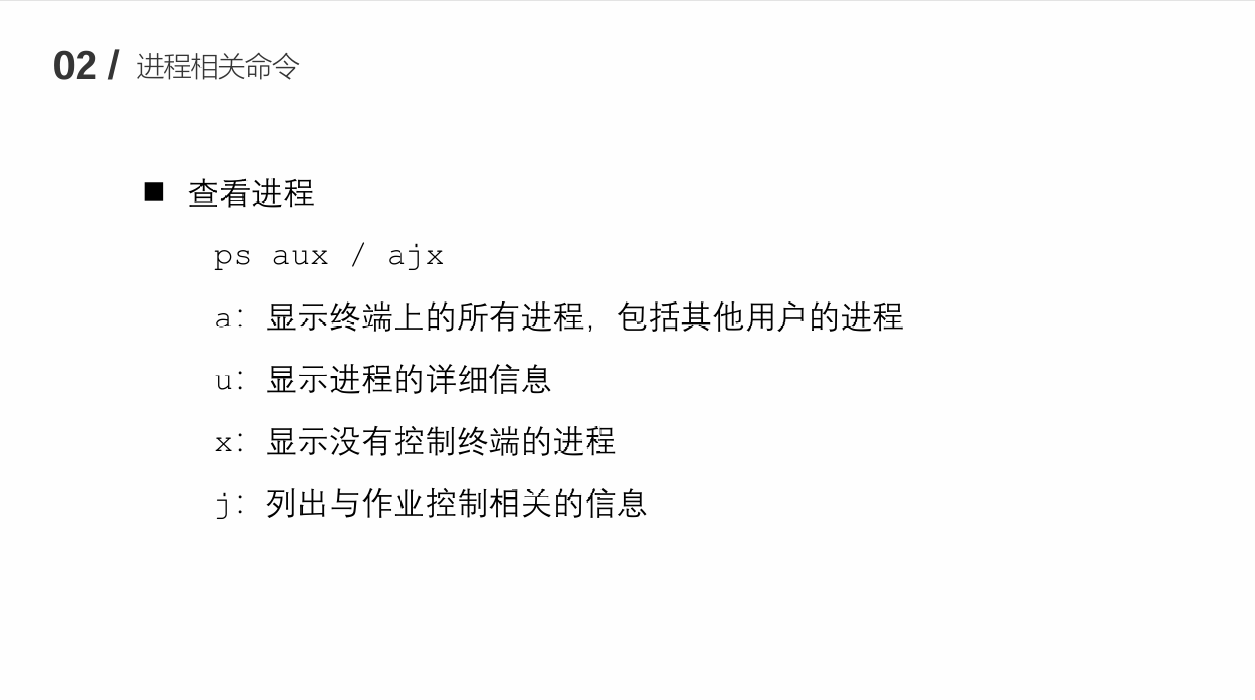 02 / 进程相关命令
■ 查看进程
ps aux / ajx
a：显示终端上的所有进程，包括其他用户的进程
u：显示进程的详细信息
x：显示没有控制终端的进程
j：列出与作业控制相关的信息